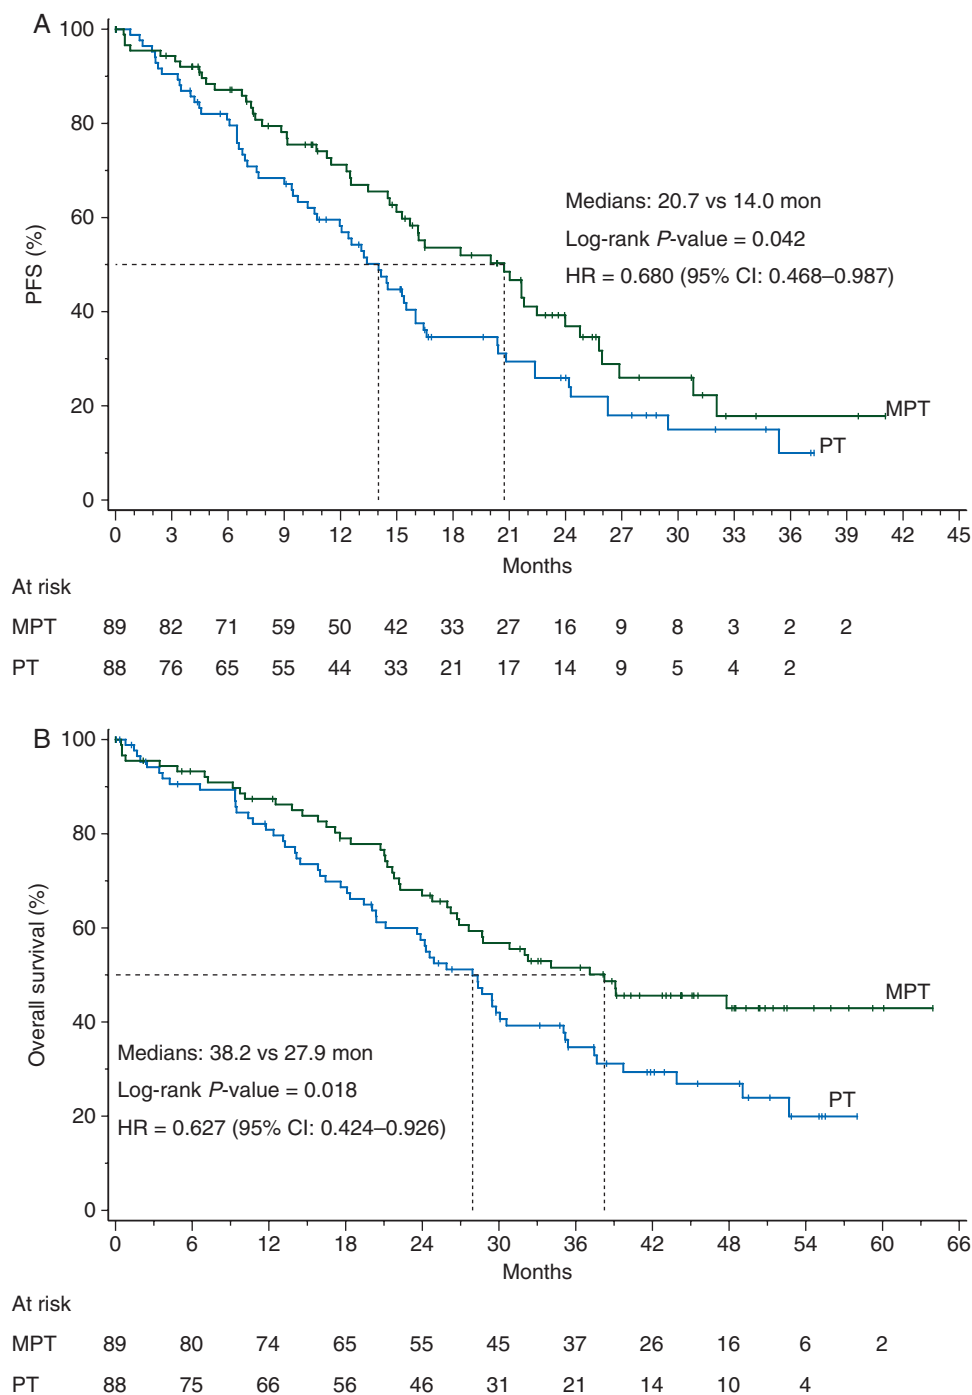 A
100
80
60
40
20
0
PFS (%)
Medians: 20.7 vs 14.0 mon
Log-rank P-value = 0.042
HR = 0.680 (95% CI: 0.468–0.987)
MPT
PT
0 3 6 9 12 15 18 21 24 27 30 33 36 39 42 45
Months
At risk
MPT 89 82 71 59 50 42 33 27 16 9 8 3 2 2
PT 88 76 65 55 44 33 21 17 14 9 5 4 2
B
100
80
60
40
20
0
Overall survival (%)
MPT
PT
Medians: 38.2 vs 27.9 mon
Log-rank P-value = 0.018
HR = 0.627 (95% CI: 0.424–0.926)
0 6 12 18 24 30 36 42 48 54 60 66
Months
At risk
MPT 89 80 74 65 55 45 37 26 16 6 2
PT 88 75 66 56 46 31 21 14 10 4